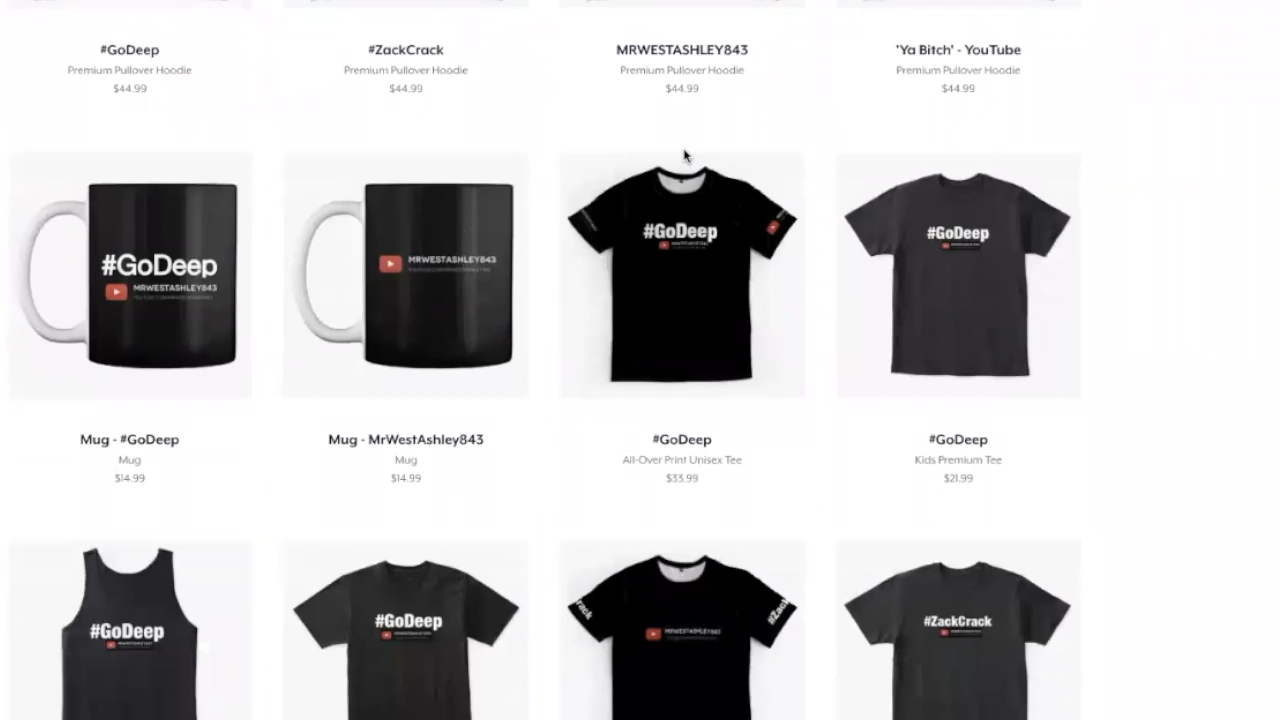 #GoDeep
Premium Pullover Hoodie
$44.99
#ZackCrack
Premium Pullover Hoodie
$44.99
MRWESTASHLEY843
Premium Pullover Hoodie
$44.99
'Ya Bitch' - YouTube
Premium Pullover Hoodie
$44.99
#GoDeep
MRWESTASHLEY843
MRWESTASHLEY843
#GoDeep
#GoDeep
Mug - #GoDeep
Mug
$14.99
Mug - MrWestAshley843
Mug
$14.99
#GoDeep
All-Over Print Unisex Tee
$33.99
#GoDeep
Kids Premium Tee
$21.99
#GoDeep
#GoDeep
MRWESTASHLEY843
#ZackCrack